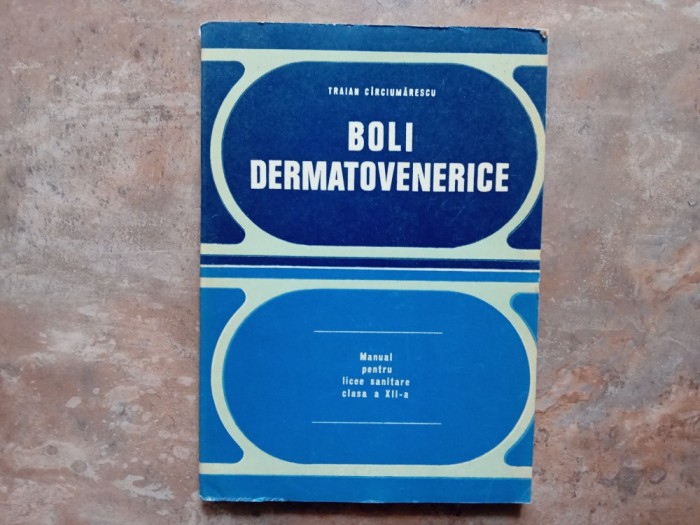 TRAIAN CÎRCIUMĂRESCU
BOLI
DERMATOVENERICE
Manual
pentru
licee sanitare
clasa a XII-a